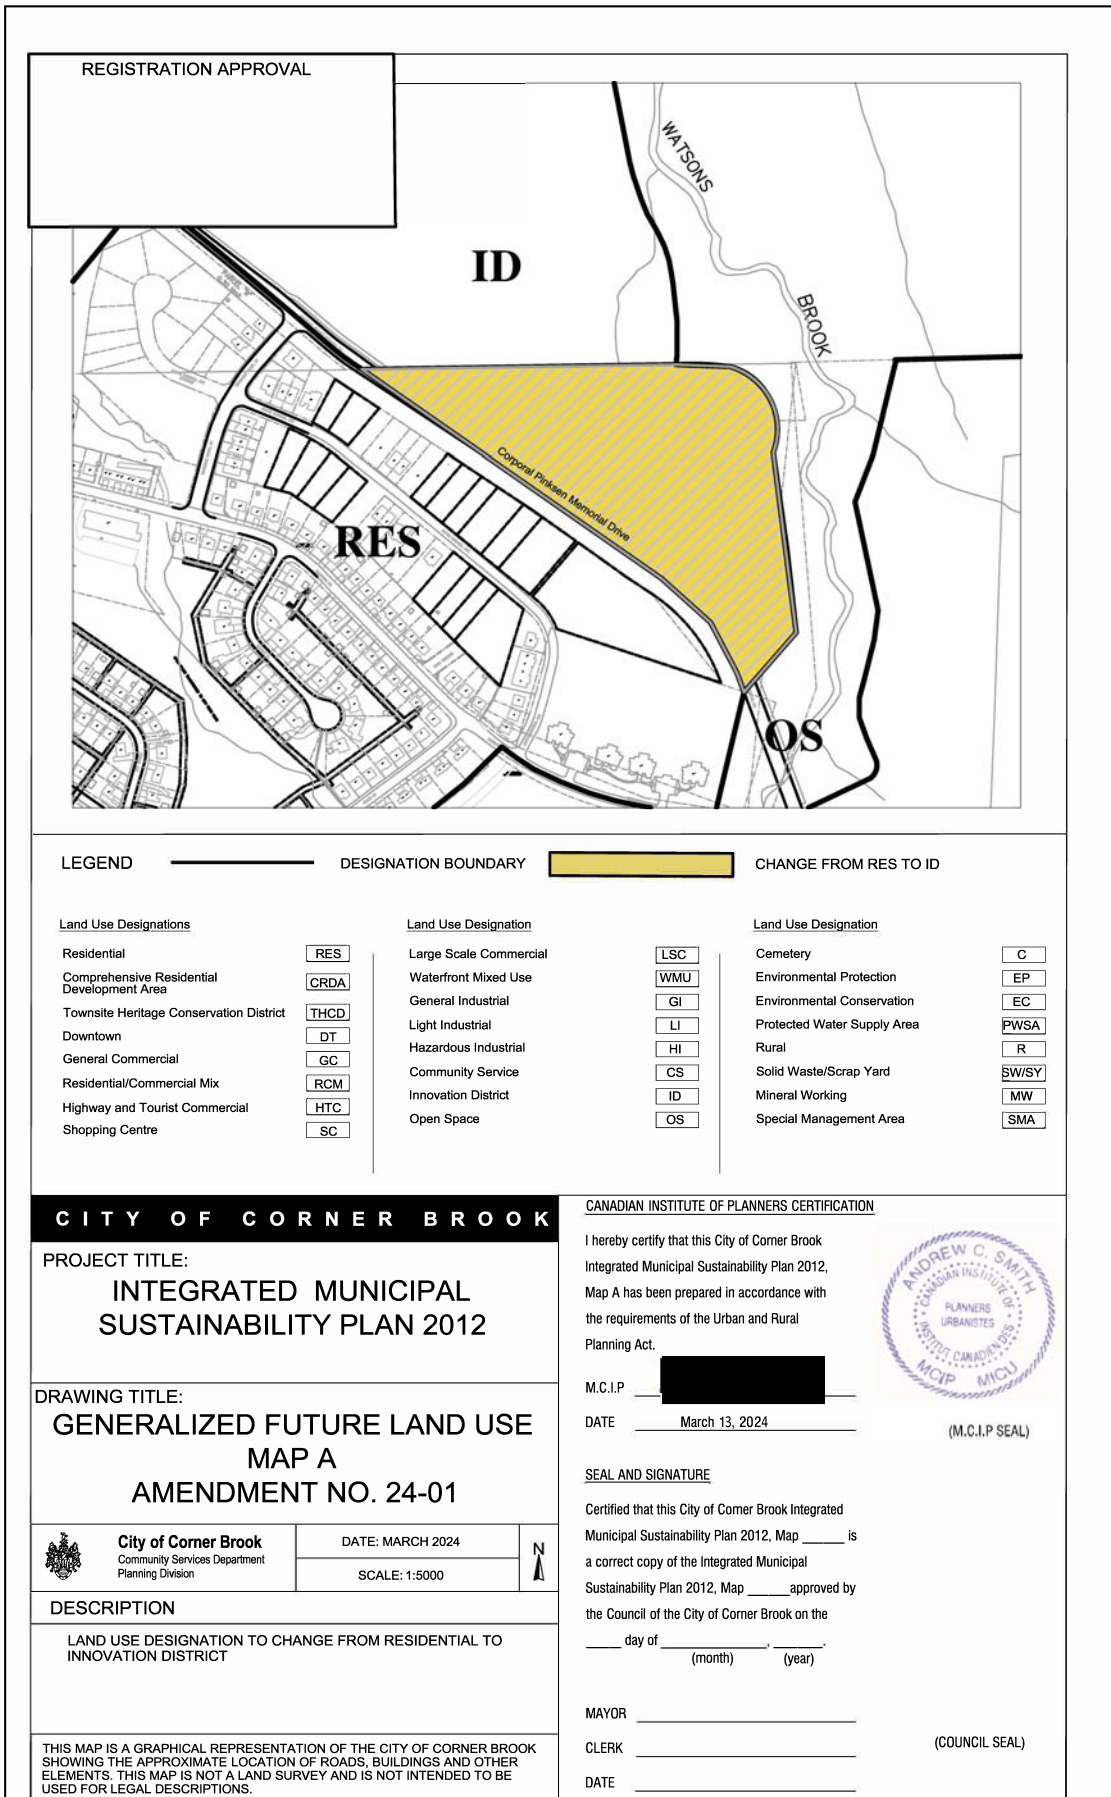 REGISTRATION APPROVAL
WATSONS
BROOK
ID
Corporal Pinksen Memorial Drive
RES
OS
LEGEND
DESIGNATION BOUNDARY
CHANGE FROM RES TO ID
Land Use Designations
Residential RES
Comprehensive Residential
Development Area CRDA
Townsite Heritage Conservation District THCD
Downtown DT
General Commercial GC
Residential/Commercial Mix RCM
Highway and Tourist Commercial HTC
Shopping Centre SC
Land Use Designation
Large Scale Commercial LSC
Waterfront Mixed Use WMU
General Industrial GI
Light Industrial LI
Hazardous Industrial HI
Community Service CS
Innovation District ID
Open Space OS
Land Use Designation
Cemetery C
Environmental Protection EP
Environmental Conservation EC
Protected Water Supply Area PWSA
Rural R
Solid Waste/Scrap Yard SW/SY
Mineral Working MW
Special Management Area SMA
CITY OF CORNER BROOK
PROJECT TITLE:
INTEGRATED MUNICIPAL
SUSTAINABILITY PLAN 2012
DRAWING TITLE:
GENERALIZED FUTURE LAND USE
MAP A
AMENDMENT NO. 24-01
City of Corner Brook
Community Services Department
Planning Division
DATE: MARCH 2024
SCALE: 1:5000
N
DESCRIPTION
LAND USE DESIGNATION TO CHANGE FROM RESIDENTIAL TO
INNOVATION DISTRICT
THIS MAP IS A GRAPHICAL REPRESENTATION OF THE CITY OF CORNER BROOK
SHOWING THE APPROXIMATE LOCATION OF ROADS, BUILDINGS AND OTHER
ELEMENTS. THIS MAP IS NOT A LAND SURVEY AND IS NOT INTENDED TO BE
USED FOR LEGAL DESCRIPTIONS.
CANADIAN INSTITUTE OF PLANNERS CERTIFICATION
I hereby certify that this City of Corner Brook
Integrated Municipal Sustainability Plan 2012,
Map A has been prepared in accordance with
the requirements of the Urban and Rural
Planning Act.
M.C.I.P
DATE March 13, 2024
ANDREW C. SMITH
CANADIAN INSTITUTE OF
PLANNERS
URBANISTES
INSTITUT CANADIEN DES
MCIP MICU
(M.C.I.P SEAL)
SEAL AND SIGNATURE
Certified that this City of Corner Brook Integrated
Municipal Sustainability Plan 2012, Map ______ is
a correct copy of the Integrated Municipal
Sustainability Plan 2012, Map ______approved by
the Council of the City of Corner Brook on the
_____ day of _______________, _______.
(month) (year)
MAYOR
CLERK
DATE
(COUNCIL SEAL)